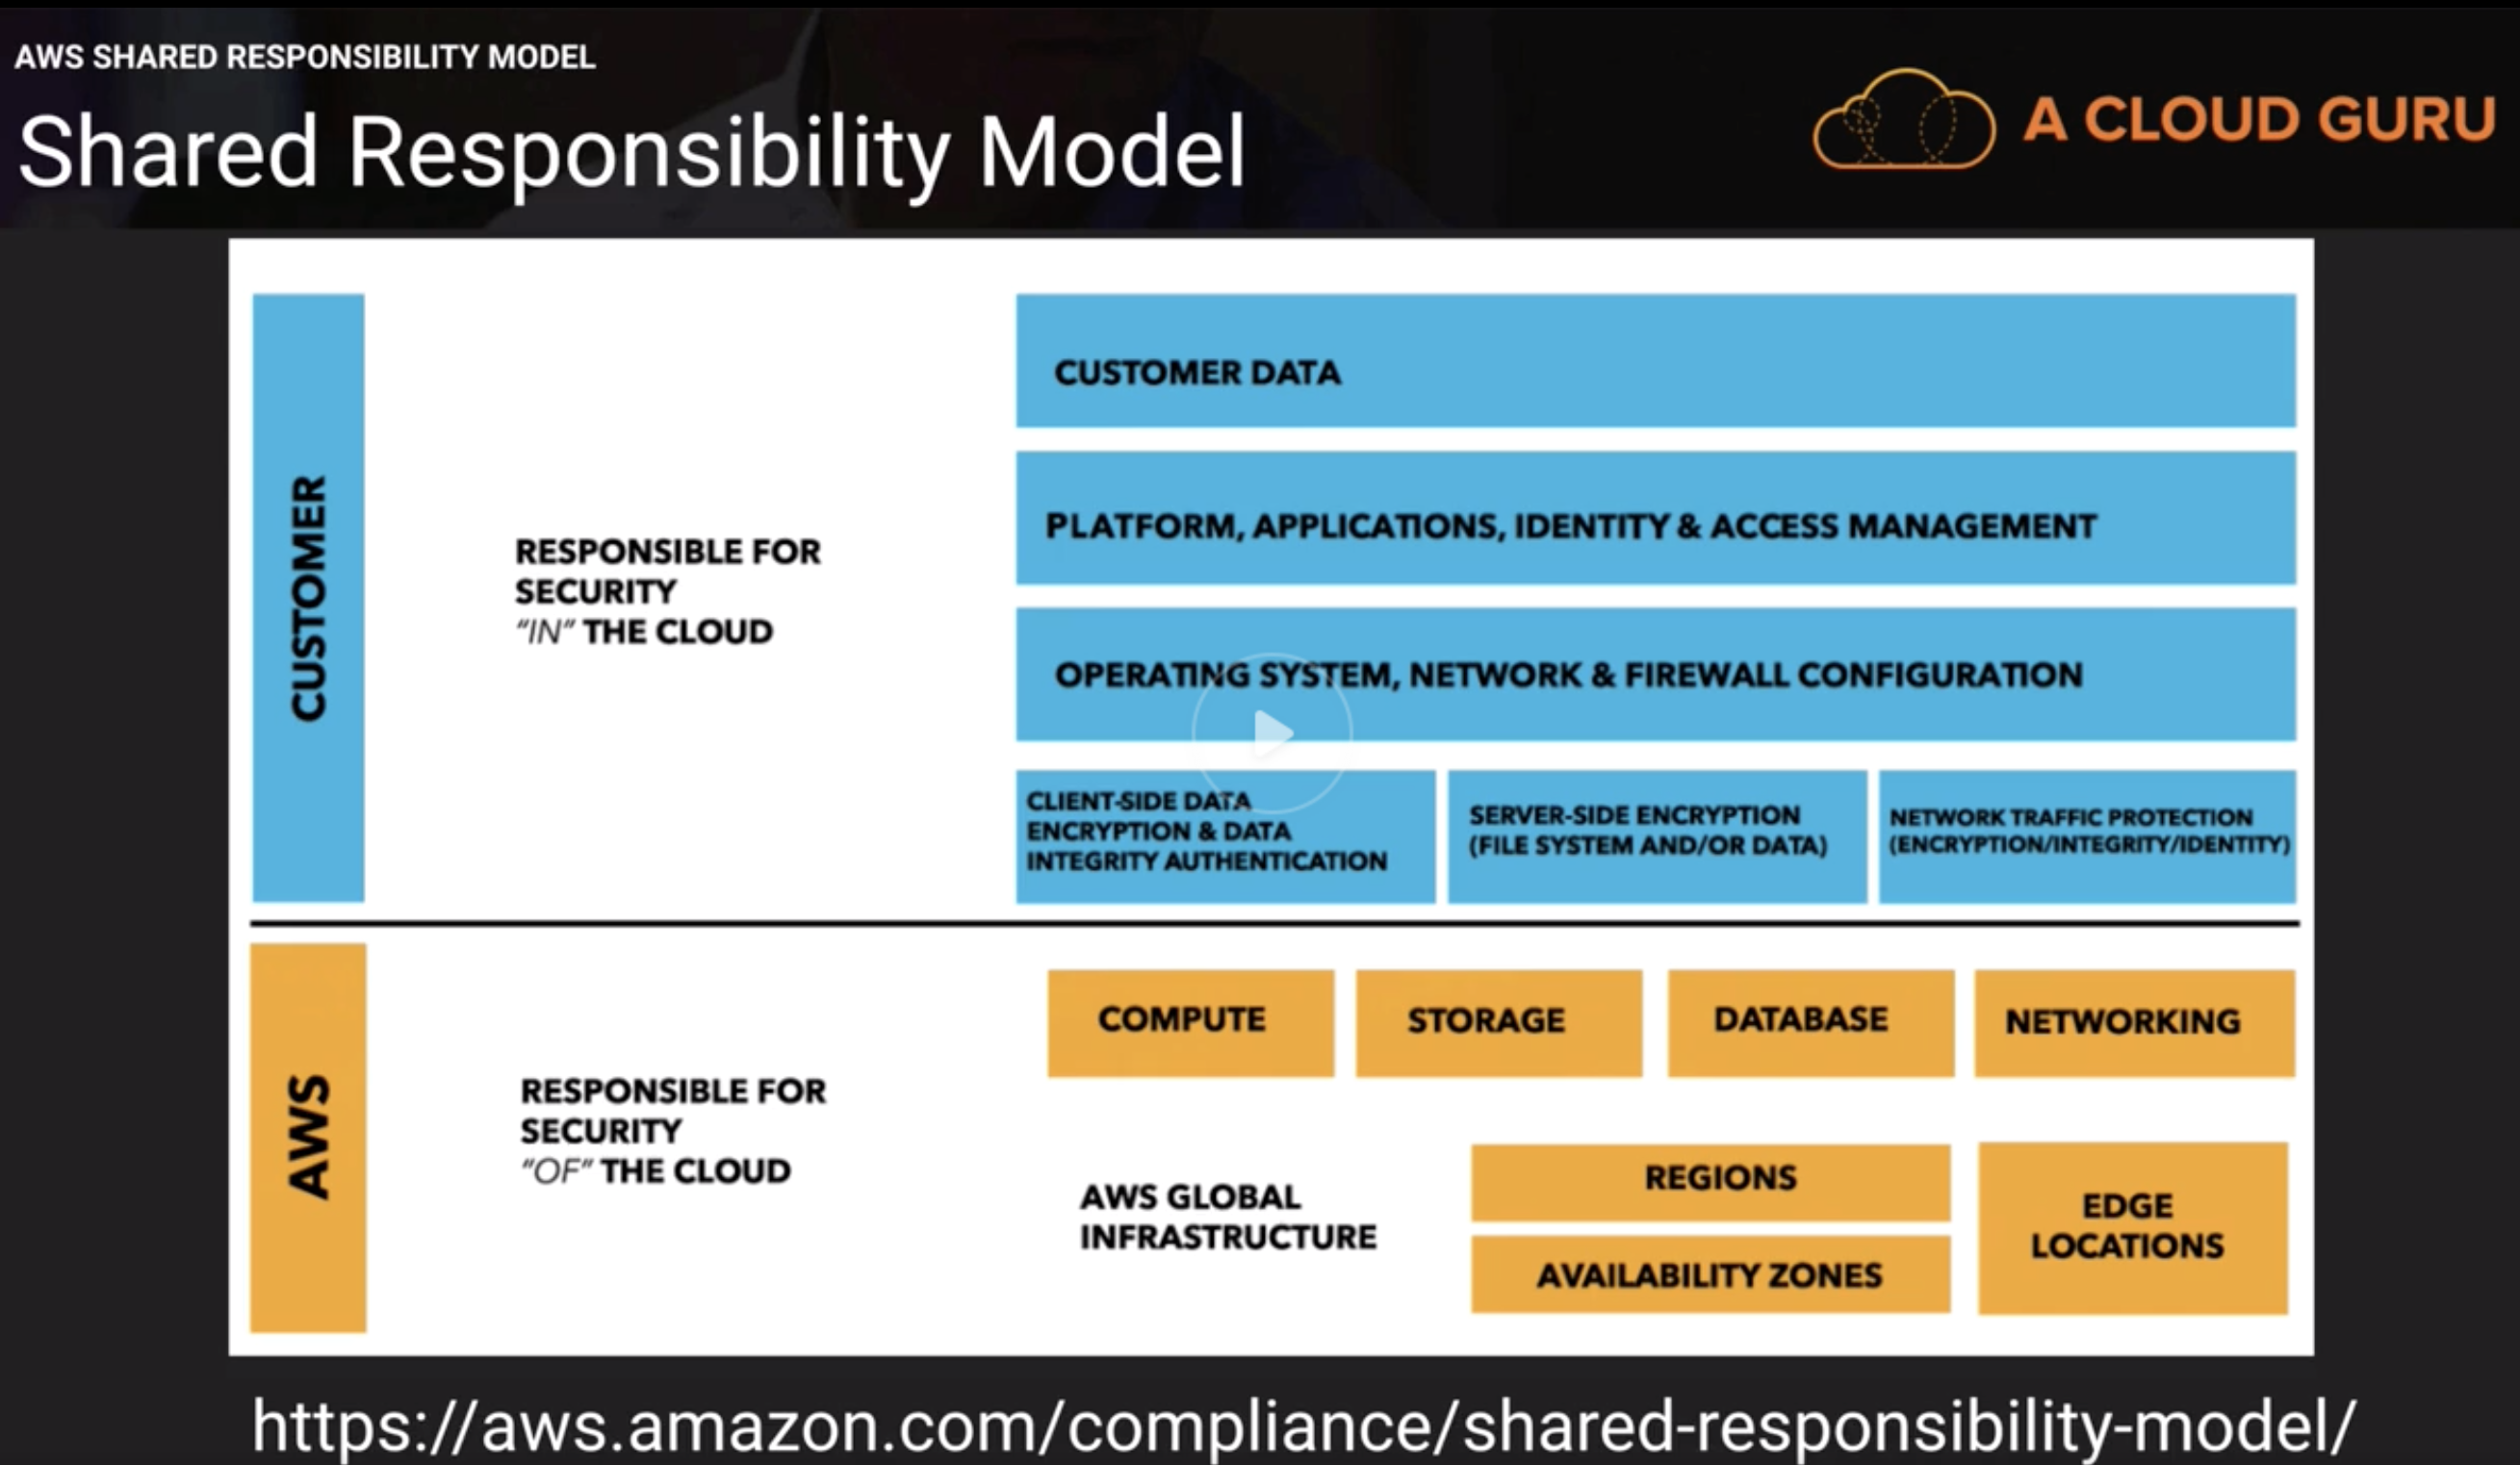 AWS SHARED RESPONSIBILITY MODEL
Shared Responsibility Model
A CLOUD GURU
CUSTOMER
RESPONSIBLE FOR
SECURITY
“IN” THE CLOUD
CUSTOMER DATA
PLATFORM, APPLICATIONS, IDENTITY & ACCESS MANAGEMENT
OPERATING SYSTEM, NETWORK & FIREWALL CONFIGURATION
CLIENT-SIDE DATA
ENCRYPTION & DATA
INTEGRITY AUTHENTICATION
SERVER-SIDE ENCRYPTION
(FILE SYSTEM AND/OR DATA)
NETWORK TRAFFIC PROTECTION
(ENCRYPTION/INTEGRITY/IDENTITY)
AWS
RESPONSIBLE FOR
SECURITY
“OF” THE CLOUD
COMPUTE
STORAGE
DATABASE
NETWORKING
AWS GLOBAL
INFRASTRUCTURE
REGIONS
AVAILABILITY ZONES
EDGE
LOCATIONS
https://aws.amazon.com/compliance/shared-responsibility-model/